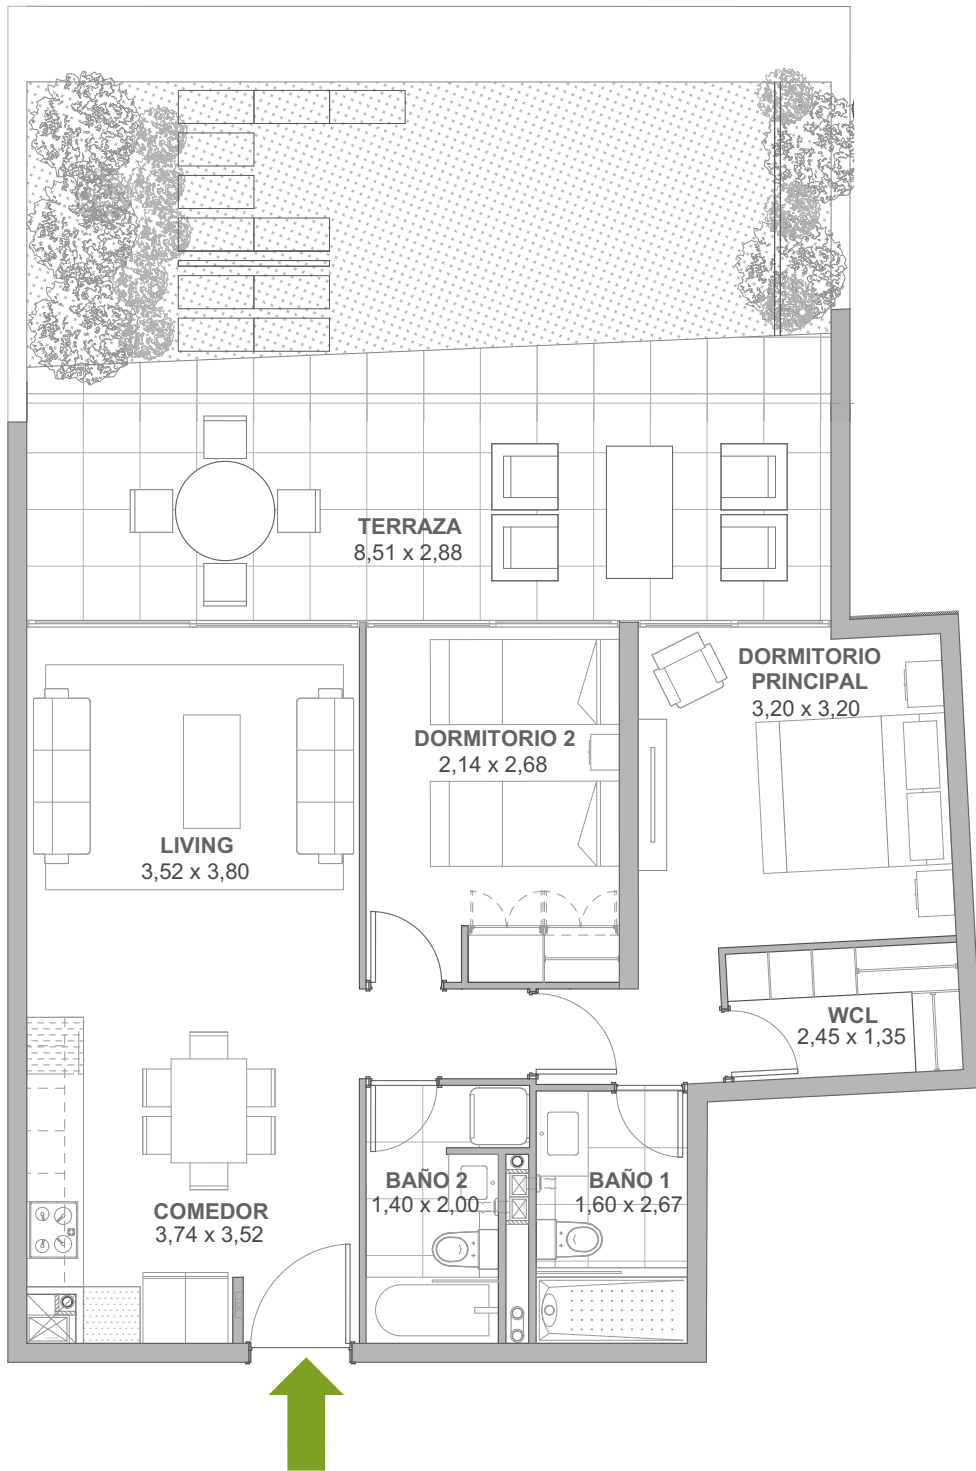 TERRAZA
8,51 x 2,88
DORMITORIO
PRINCIPAL
3,20 x 3,20
DORMITORIO 2
2,14 x 2,68
LIVING
3,52 x 3,80
WCL
2,45 x 1,35
BAÑO 2
1,40 x 2,00
BAÑO 1
1,60 x 2,67
COMEDOR
3,74 x 3,52